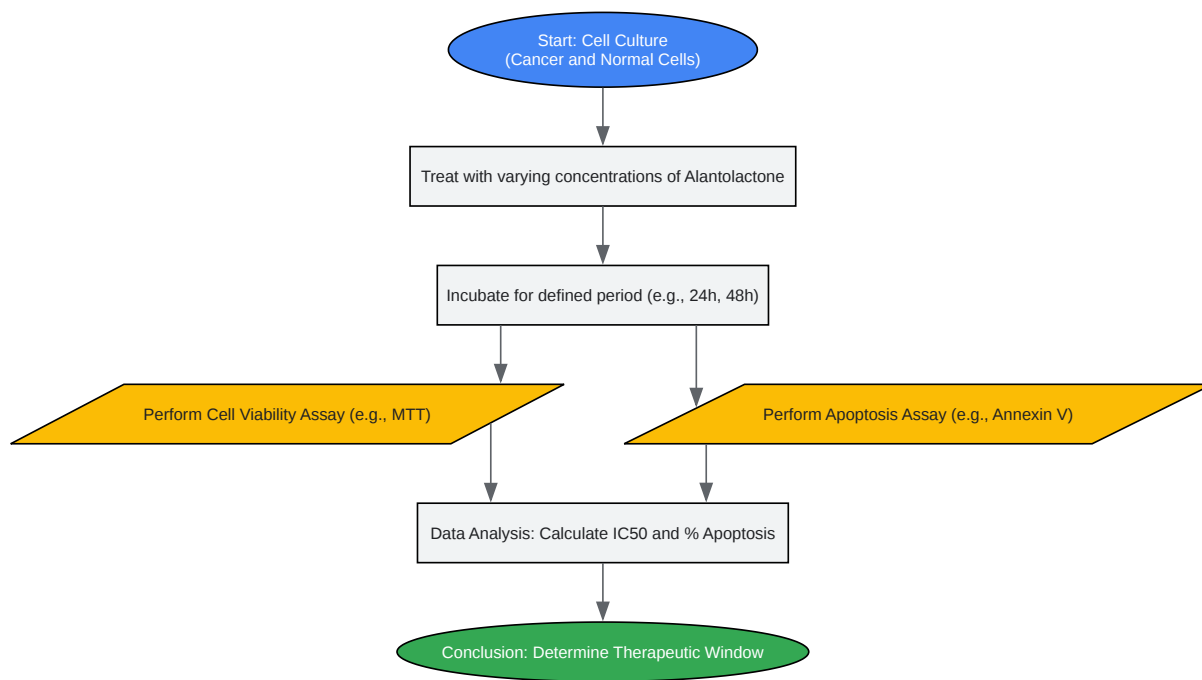 Start: Cell Culture
(Cancer and Normal Cells)
Treat with varying concentrations of Alantolactone
Incubate for defined period (e.g., 24h, 48h)
Perform Cell Viability Assay (e.g., MTT)
Perform Apoptosis Assay (e.g., Annexin V)
Data Analysis: Calculate IC50 and % Apoptosis
Conclusion: Determine Therapeutic Window